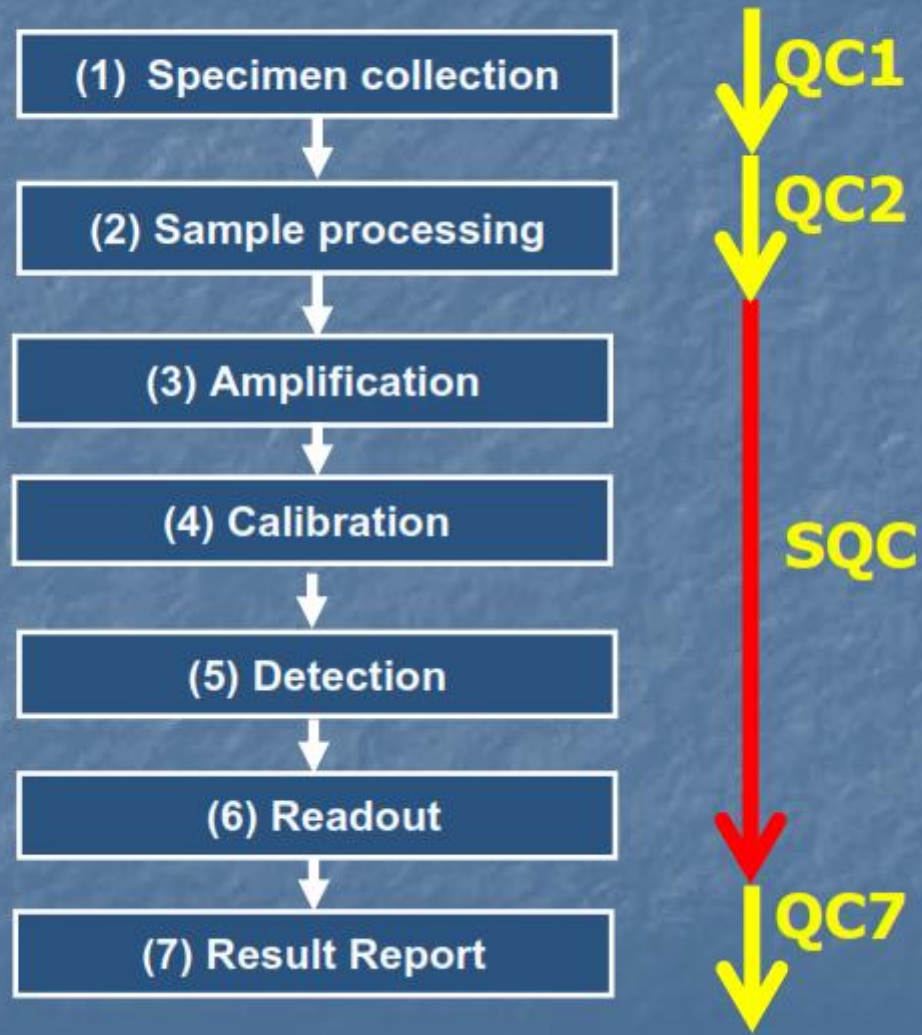 (1) Specimen collection
QC1
(2) Sample processing
QC2
(3) Amplification
(4) Calibration
SQC
(5) Detection
(6) Readout
(7) Result Report
QC7